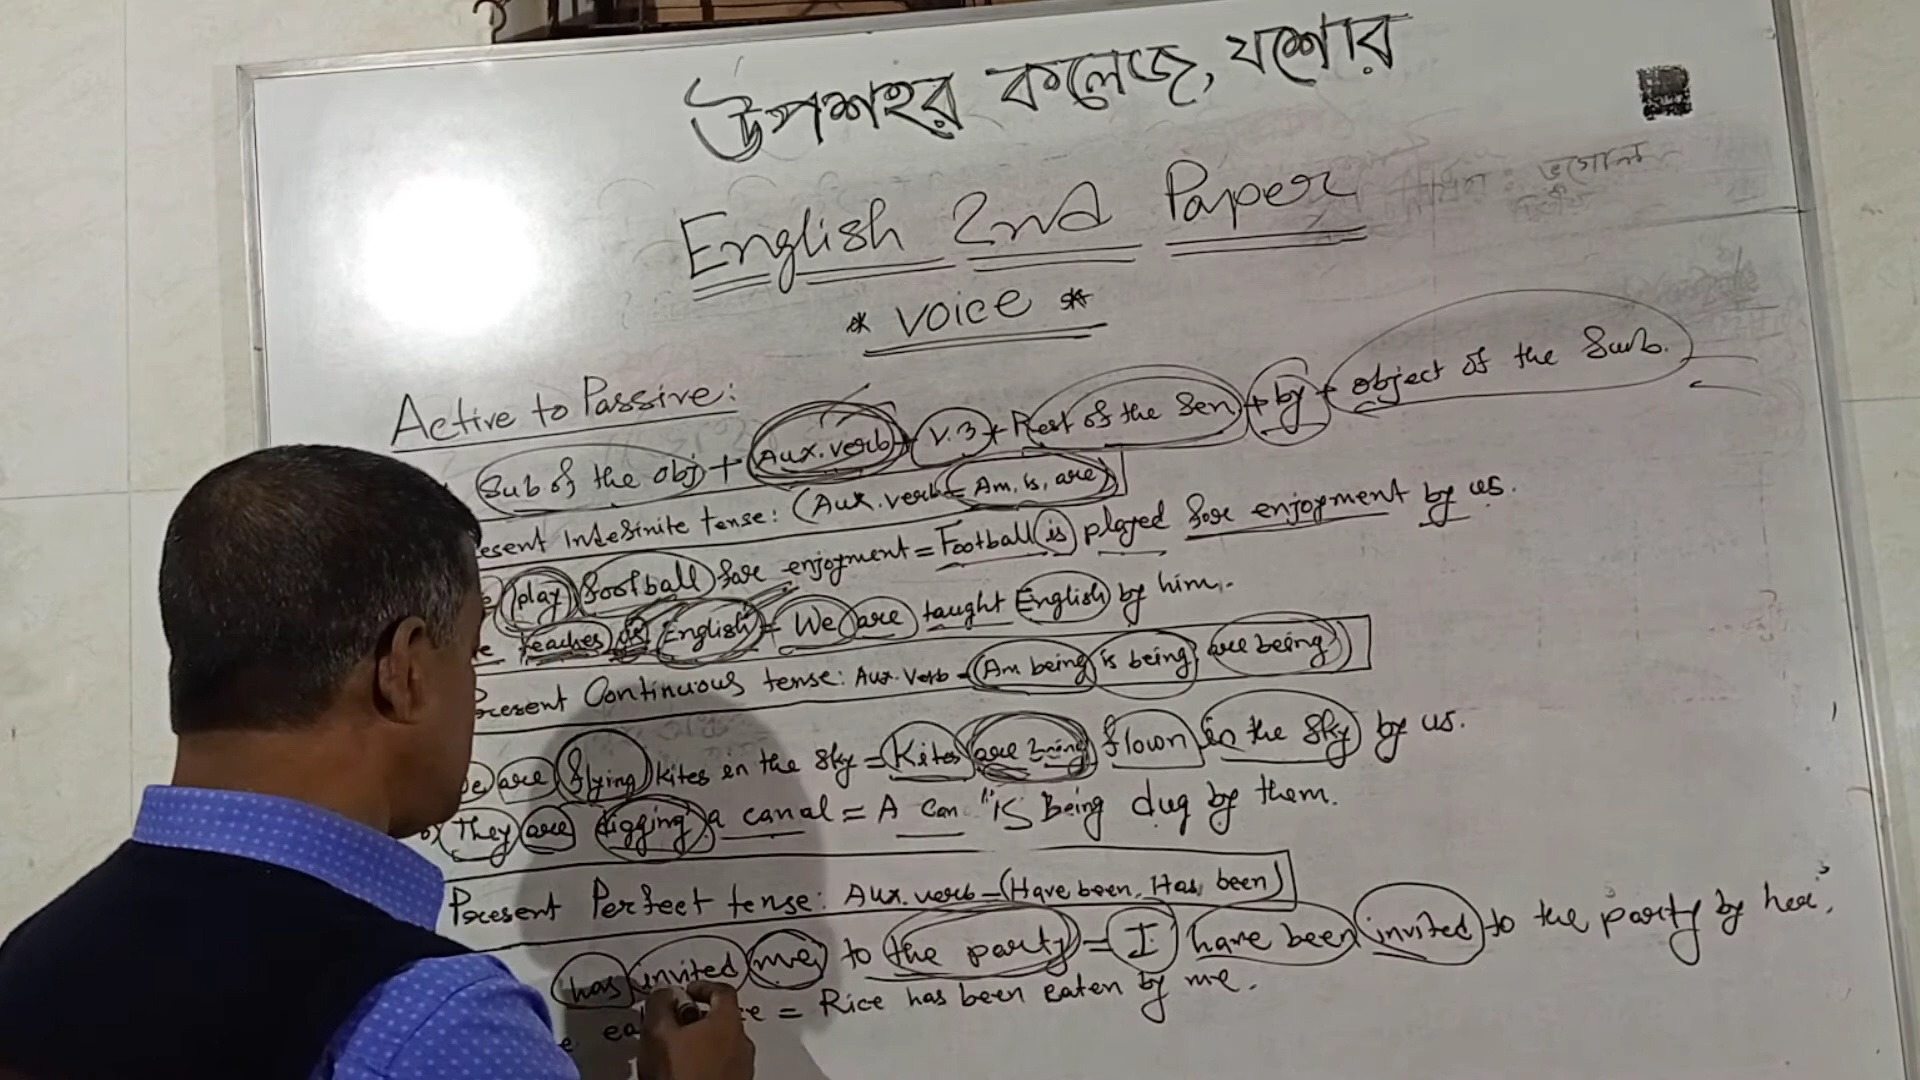 উপশহর কলেজ, যশোর
English 2nd Paper
* voice *
Active to Passive:
Sub of the obj + Aux. verb + V.3 + Rest of the Sen + by + object of the Sub.
esent Indefinite tense: (Aux. verb = Am, is, are)
play football for enjoyment = Football is played for enjoyment by us.
e teaches us English = We are taught English by him.
Present Continuous tense: Aux. Verb = (Am being, is being, are being)
are flying kites in the sky = Kites are being flown in the sky by us.
b) They are digging a canal = A can is Being dug by them.
Present Perfect tense: Aux. verb = (Have been, Has been)
has invited me to the party = I have been invited to the party by her.
= Rice has been eaten by me.